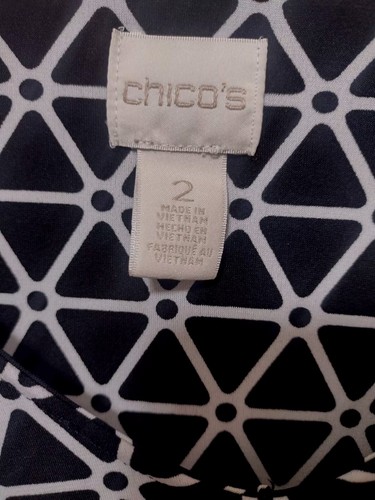 chico's
2
MADE IN
VIETNAM
HECHO EN
VIETNAM
FABRIQUÉ AU
VIETNAM